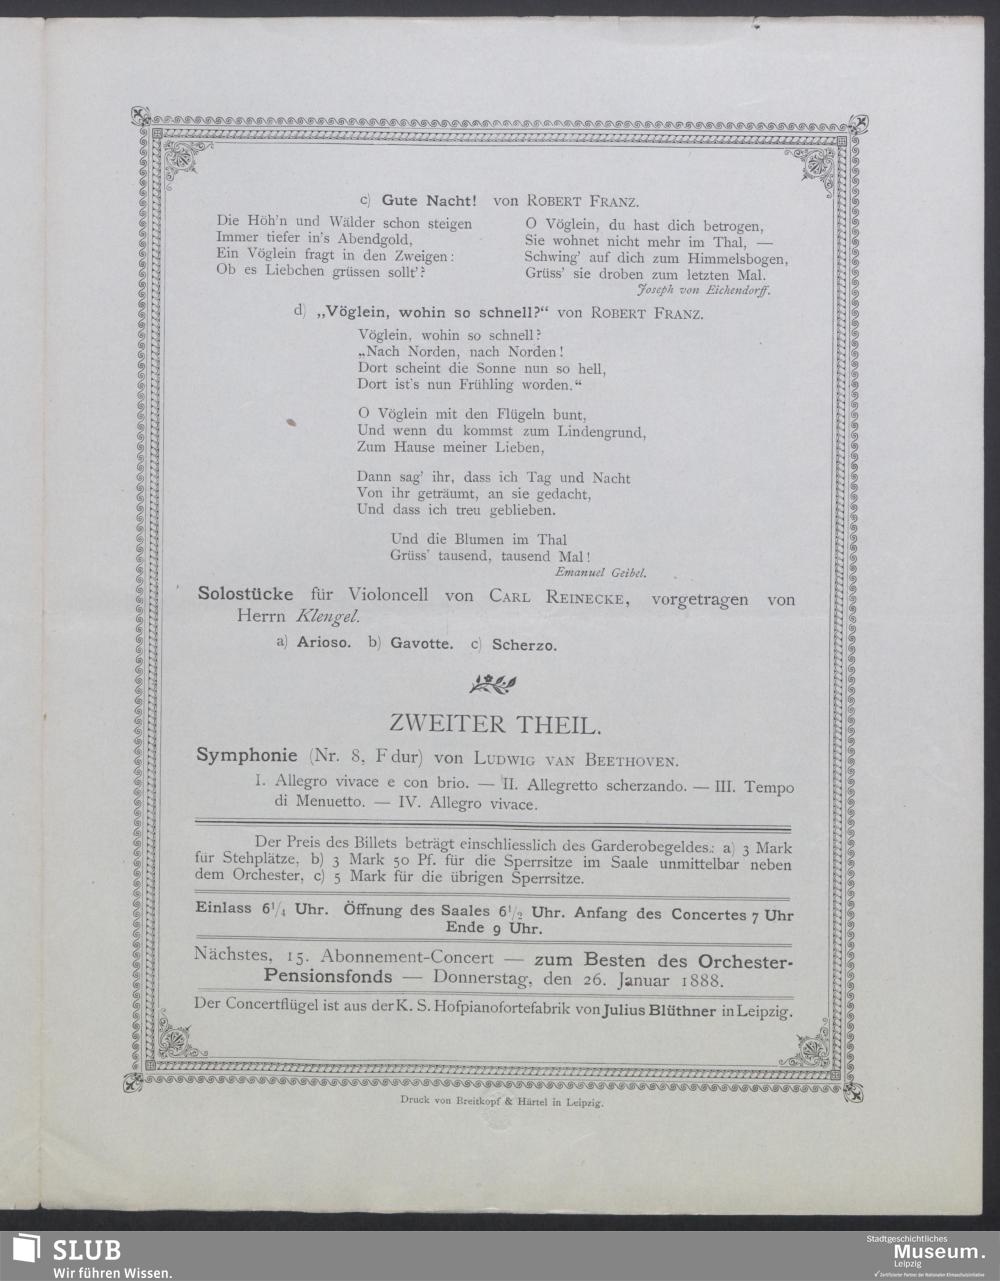 c) Gute Nacht! von ROBERT FRANZ.
Die Höh'n und Wälder schon steigen
Immer tiefer in's Abendgold,
Ein Vöglein fragt in den Zweigen:
Ob es Liebchen grüssen sollt'?
O Vöglein, du hast dich betrogen,
Sie wohnet nicht mehr im Thal, —
Schwing' auf dich zum Himmelsbogen,
Grüss' sie droben zum letzten Mal.
Joseph von Eichendorff.
d) „Vöglein, wohin so schnell?“ von ROBERT FRANZ.
Vöglein, wohin so schnell?
„Nach Norden, nach Norden!
Dort scheint die Sonne nun so hell,
Dort ist's nun Frühling worden.“
O Vöglein mit den Flügeln bunt,
Und wenn du kommst zum Lindengrund,
Zum Hause meiner Lieben,
Dann sag' ihr, dass ich Tag und Nacht
Von ihr geträumt, an sie gedacht,
Und dass ich treu geblieben.
Und die Blumen im Thal
Grüss' tausend, tausend Mal!
Emanuel Geibel.
Solostücke für Violoncell von CARL REINECKE, vorgetragen von
Herrn Klengel.
a) Arioso. b) Gavotte. c) Scherzo.
ZWEITER THEIL.
Symphonie (Nr. 8, F dur) von LUDWIG VAN BEETHOVEN.
I. Allegro vivace e con brio. — II. Allegretto scherzando. — III. Tempo
di Menuetto. — IV. Allegro vivace.
Der Preis des Billets beträgt einschliesslich des Garderobegeldes: a) 3 Mark
für Stehplätze, b) 3 Mark 50 Pf. für die Sperrsitze im Saale unmittelbar neben
dem Orchester, c) 5 Mark für die übrigen Sperrsitze.
Einlass 6¼ Uhr. Öffnung des Saales 6½ Uhr. Anfang des Concertes 7 Uhr
Ende 9 Uhr.
Nächstes, 15. Abonnement-Concert — zum Besten des Orchester-
Pensionsfonds — Donnerstag, den 26. Januar 1888.
Der Concertflügel ist aus der K. S. Hofpianofortefabrik von Julius Blüthner in Leipzig.
Druck von Breitkopf & Härtel in Leipzig.
SLUB
Wir führen Wissen.
Stadtgeschichtliches
Museum.
Leipzig
Zertifizierter Partner der Nationalen Klimaschutzinitiative